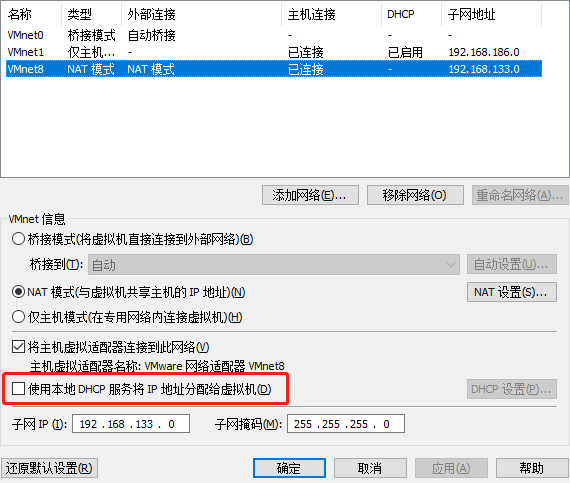 名称 类型 外部连接 主机连接 DHCP 子网地址
VMnet0 桥接模式 自动桥接 - - -
VMnet1 仅主机... - 已连接 已启用 192.168.186.0
VMnet8 NAT 模式 NAT 模式 已连接 - 192.168.133.0
添加网络(E)... 移除网络(O) 重命名网络(A)...
VMnet 信息
桥接模式(将虚拟机直接连接到外部网络)(B)
桥接到(T): 自动 自动设置(U)...
NAT 模式(与虚拟机共享主机的 IP 地址)(N) NAT 设置(S)...
仅主机模式(在专用网络内连接虚拟机)(H)
将主机虚拟适配器连接到此网络(V)
主机虚拟适配器名称: VMware 网络适配器 VMnet8
使用本地 DHCP 服务将 IP 地址分配给虚拟机(D) DHCP 设置(P)...
子网 IP (I): 192 .168 .133 . 0 子网掩码(M): 255 .255 .255 . 0
还原默认设置(R) 确定 取消 应用(A) 帮助